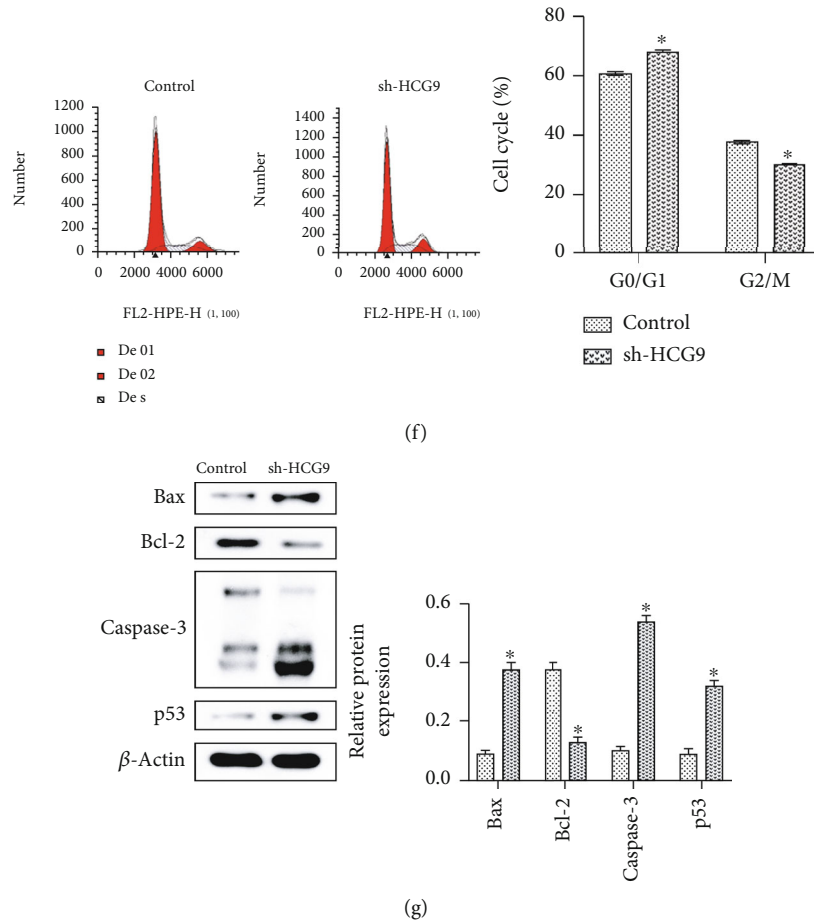 Control
sh-HCG9
Number
1200
1000
800
600
400
200
0
0 2000 4000 6000
FL2-HPE-H (1, 100)
Number
1400
1200
1000
800
600
400
200
0
0 2000 4000 6000
FL2-HPE-H (1, 100)
De 01
De 02
De s
Cell cycle (%)
80
60
40
20
0
*
*
G0/G1 G2/M
Control
sh-HCG9
(f)
Control sh-HCG9
Bax
Bcl-2
Caspase-3
p53
β-Actin
Relative protein
expression
0.6
0.4
0.2
0.0
*
*
*
*
Bax
Bcl-2
Caspase-3
p53
(g)